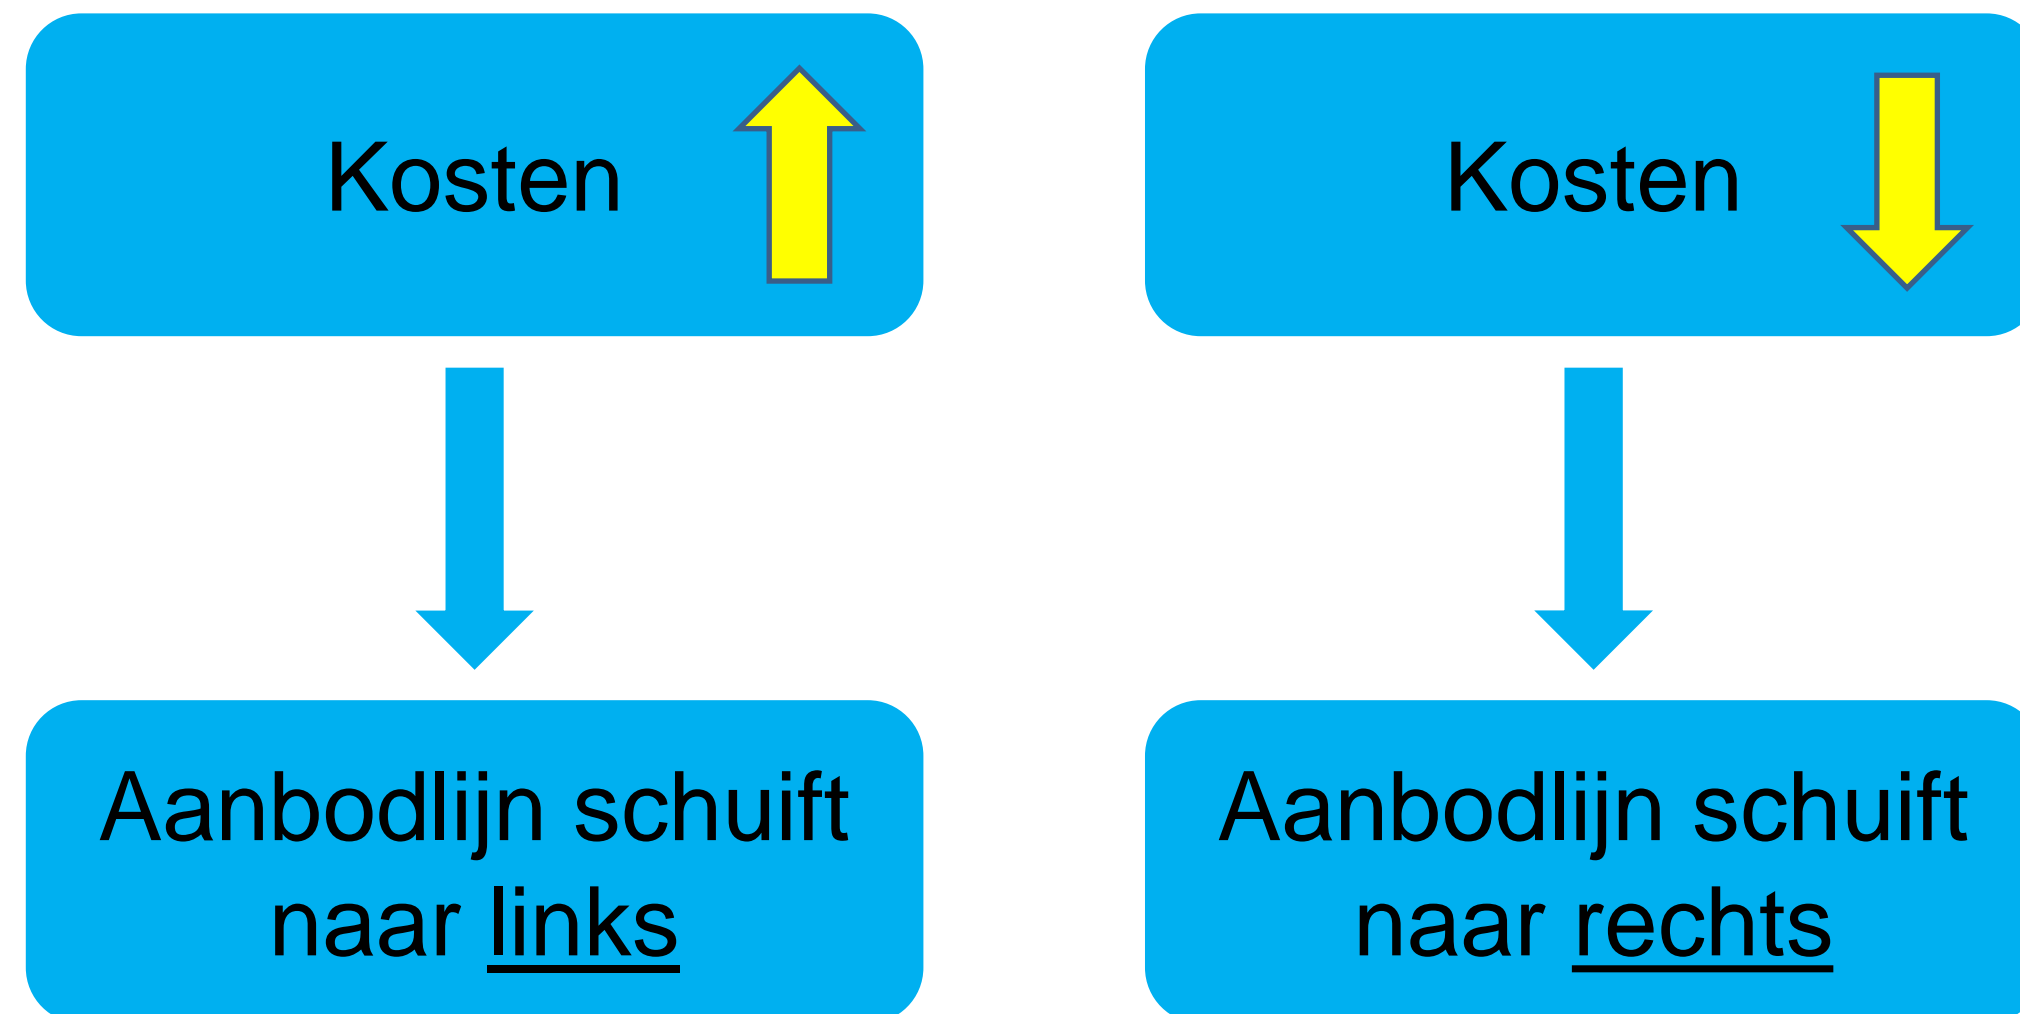 Kosten
Kosten
Aanbodlijn schuift
naar links
Aanbodlijn schuift
naar rechts